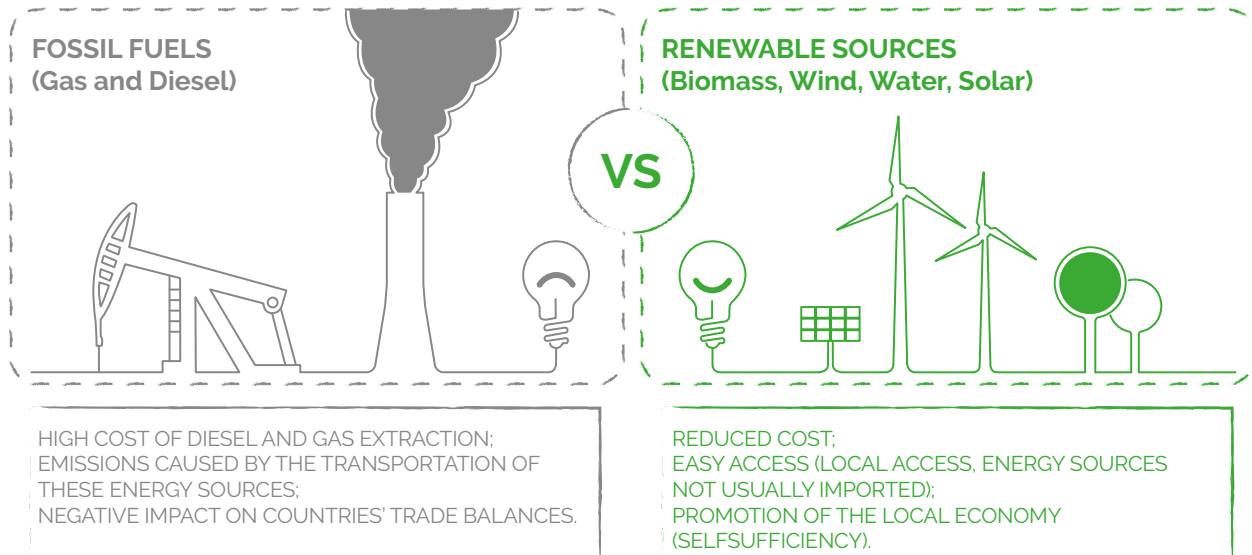 FOSSIL FUELS
(Gas and Diesel)
VS
RENEWABLE SOURCES
(Biomass, Wind, Water, Solar)
HIGH COST OF DIESEL AND GAS EXTRACTION;
EMISSIONS CAUSED BY THE TRANSPORTATION OF
THESE ENERGY SOURCES;
NEGATIVE IMPACT ON COUNTRIES’ TRADE BALANCES.
REDUCED COST;
EASY ACCESS (LOCAL ACCESS, ENERGY SOURCES
NOT USUALLY IMPORTED);
PROMOTION OF THE LOCAL ECONOMY
(SELFSUFFICIENCY).